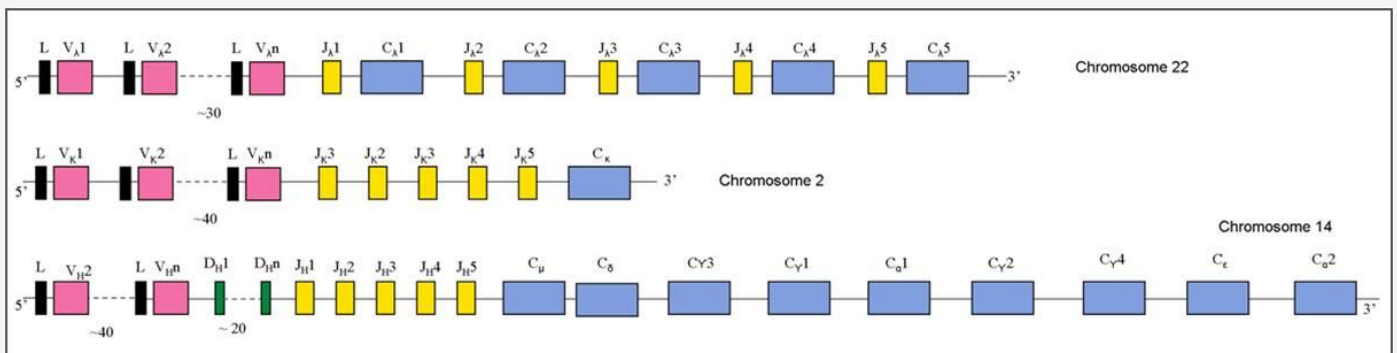 L Vλ1 L Vλ2 L Vλn Jλ1 Cλ1 Jλ2 Cλ2 Jλ3 Cλ3 Jλ4 Cλ4 Jλ5 Cλ5
5' 3' Chromosome 22
~30
L Vκ1 Vκ2 L Vκn Jκ3 Jκ2 Jκ3 Jκ4 Jκ5 Cκ
5' 3' Chromosome 2
~40
Chromosome 14
L VH2 L VHn DH1 DHn JH1 JH2 JH3 JH4 JH5 Cμ Cδ CΥ3 Cγ1 Cα1 Cγ2 Cγ4 Cε Cα2
5' 3'
~40 ~20